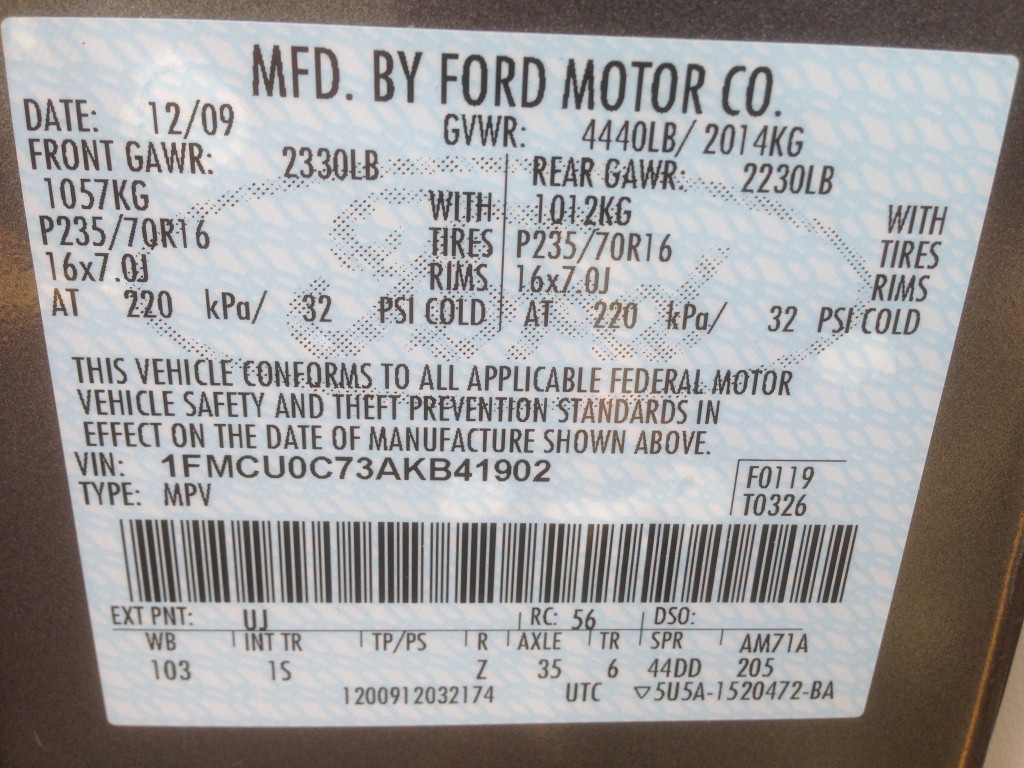 MFD. BY FORD MOTOR CO.
DATE: 12/09 GVWR: 4440LB/ 2014KG
FRONT GAWR: 2330LB REAR GAWR: 2230LB
1057KG WITH 1012KG WITH
P235/70R16 TIRES P235/70R16 TIRES
16x7.0J RIMS 16x7.0J RIMS
AT 220 kPa/ 32 PSI COLD AT 220 kPa/ 32 PSI COLD
THIS VEHICLE CONFORMS TO ALL APPLICABLE FEDERAL MOTOR
VEHICLE SAFETY AND THEFT PREVENTION STANDARDS IN
EFFECT ON THE DATE OF MANUFACTURE SHOWN ABOVE.
VIN: 1FMCU0C73AKB41902 F0119
TYPE: MPV T0326
EXT PNT: UJ RC: 56 DSO:
WB INT TR TP/PS R AXLE TR SPR AM71A
103 1S Z 35 6 44DD 205
1200912032174 UTC ▽5U5A-1520472-BA